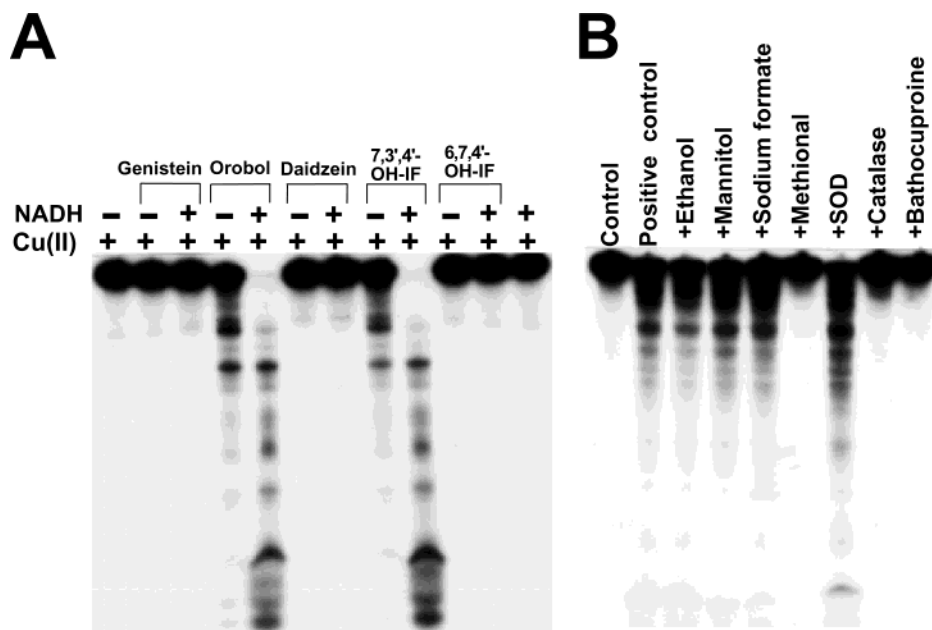 A
Genistein Orobol Daidzein 7,3',4'-OH-IF 6,7,4'-OH-IF
NADH − − + − + − + − + − + +
Cu(II) + + + + + + + + + + + +
B
Control
Positive control
+Ethanol
+Mannitol
+Sodium formate
+Methional
+SOD
+Catalase
+Bathocuproine